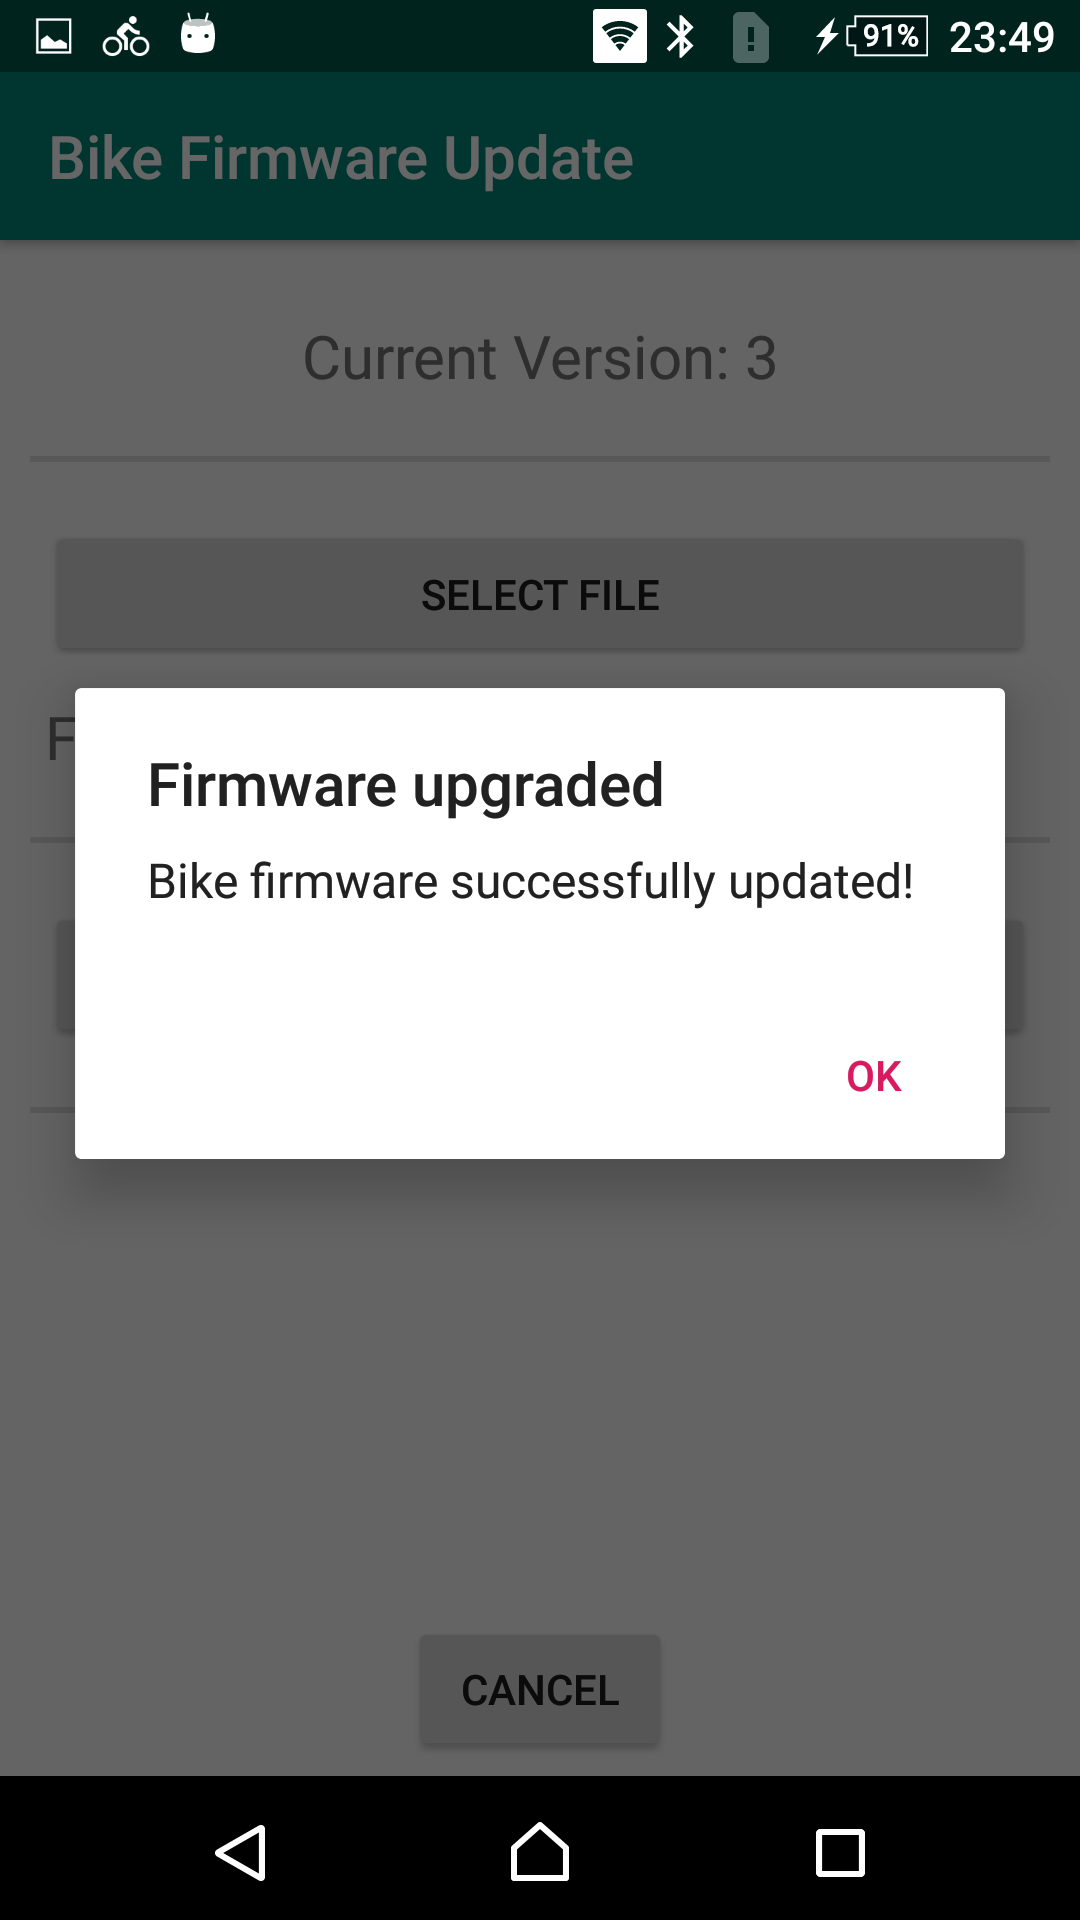 91% 23:49
Bike Firmware Update
Current Version: 3
SELECT FILE
F
Firmware upgraded
Bike firmware successfully updated!
OK
CANCEL